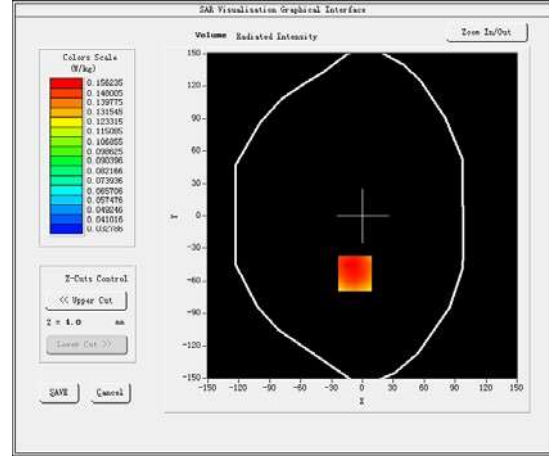 SAR Visualisation Graphical Interface
Volume Radiated Intensity
Zoom In/Out
Colors Scale
(W/kg)
0.156235
0.148005
0.139775
0.131545
0.123315
0.115085
0.106855
0.098625
0.090396
0.082166
0.073936
0.065706
0.057476
0.049246
0.041016
0.032786
150
120
90
60
30
0
-30
-60
-90
-120
-150
Y
-150 -120 -90 -60 -30 0 30 60 90 120 150
X
Z-Cuts Control
<< Upper Cut
Z = 4.0 mm
Lower Cut >>
SAVE Cancel